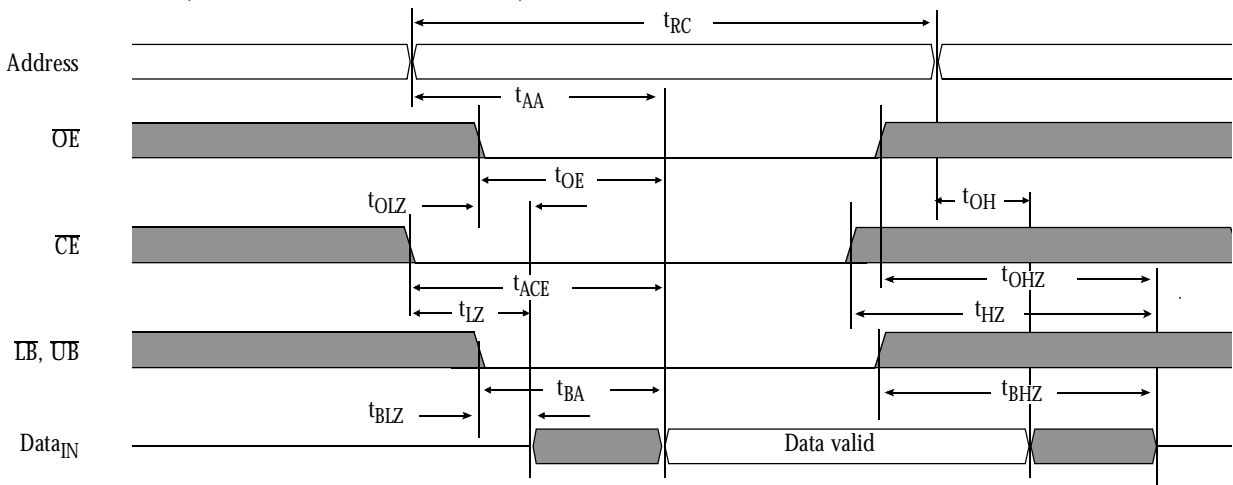 tRC
Address
tAA
OE
tOE
tOLZ
tOH
CE
tOHZ
tACE
tLZ
tHZ
LB, UB
tBA
tBHZ
tBLZ
DataIN
Data valid